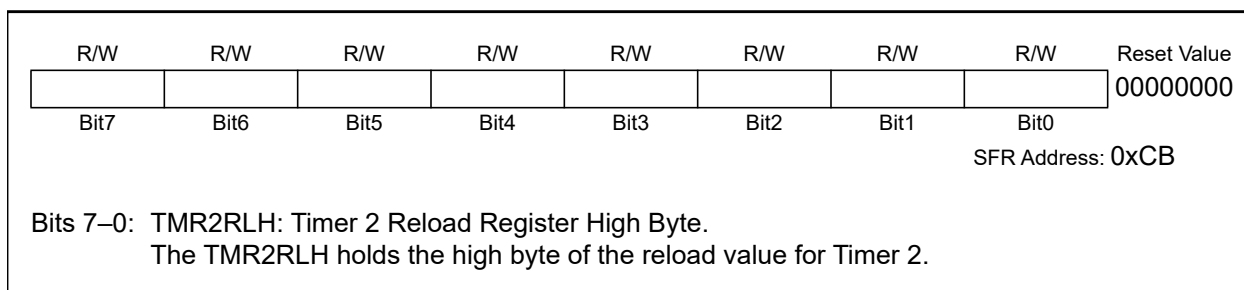 R/W R/W R/W R/W R/W R/W R/W R/W Reset Value
00000000
Bit7 Bit6 Bit5 Bit4 Bit3 Bit2 Bit1 Bit0
SFR Address: 0xCB
Bits 7–0: TMR2RLH: Timer 2 Reload Register High Byte.
The TMR2RLH holds the high byte of the reload value for Timer 2.